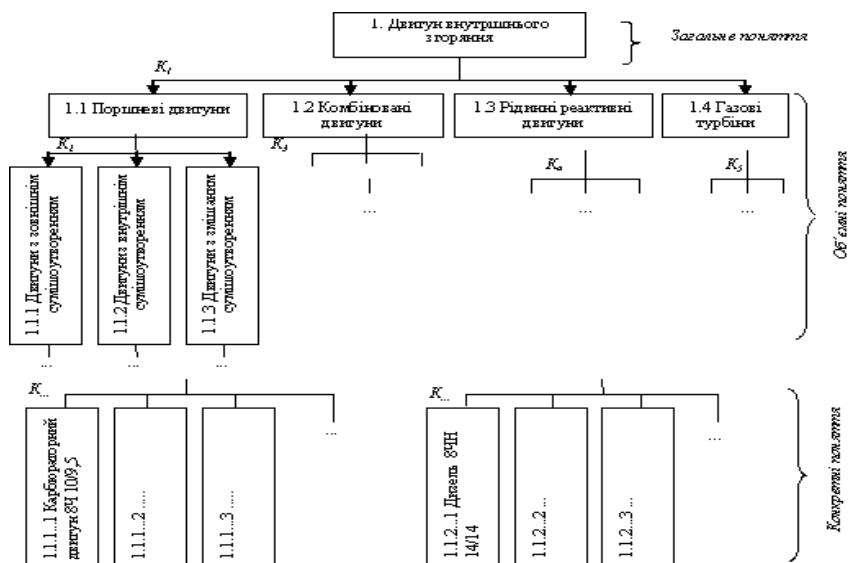 1. Двигун внутрішнього
згоряння
Загальне поняття
K1
1.1 Поршневі двигуни
1.2 Комбіновані
двигуни
1.3 Рідинні реактивні
двигуни
1.4 Газові
турбіни
K2
K3
K4
K5
...
...
...
1.1.1 Двигуни з зовнішнім
сумішоутворенням
1.1.2 Двигуни з внутрішнім
сумішоутворенням
1.1.3 Двигуни з змішаним
сумішоутворенням
Об'ємні поняття
...
...
...
K...
K...
...
...
1.1.1...1 Карбюраторний
двигун 8Ч 10/9,5
1.1.1...2 ......
1.1.1...3 ......
1.1.2...1 Дизель 8ЧН
14/14
1.1.2...2 ...
1.1.2...3 ...
Конкретні поняття